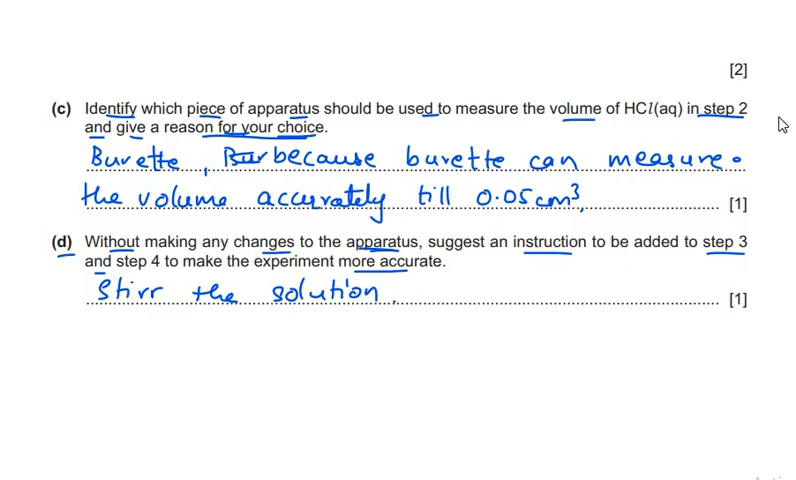 [2]
(c) Identify which piece of apparatus should be used to measure the volume of HCl(aq) in step 2
and give a reason for your choice.
Burette, because burette can measure
the volume accurately till 0.05cm³. [1]
(d) Without making any changes to the apparatus, suggest an instruction to be added to step 3
and step 4 to make the experiment more accurate.
Stirr the solution. [1]